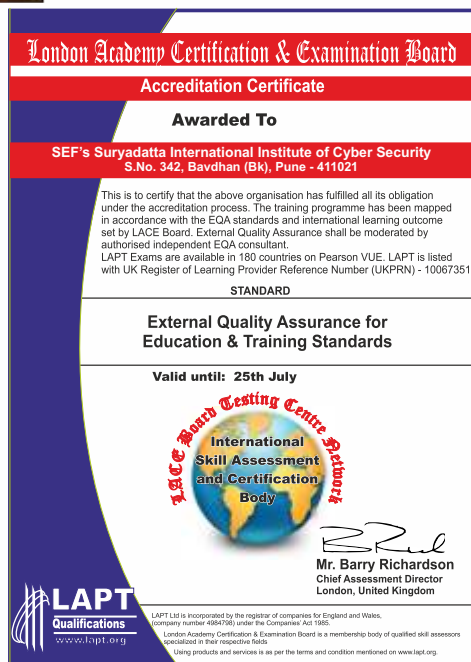 London Academy Certification & Examination Board
Accreditation Certificate
Awarded To
SEF's Suryadatta International Institute of Cyber Security
S.No. 342, Bavdhan (Bk), Pune - 411021
This is to certify that the above organisation has fulfilled all its obligation
under the accreditation process. The training programme has been mapped
in accordance with the EQA standards and international learning outcome
set by LACE Board. External Quality Assurance shall be moderated by
authorised independent EQA consultant.
LAPT Exams are available in 180 countries on Pearson VUE. LAPT is listed
with UK Register of Learning Provider Reference Number (UKPRN) - 10067351
STANDARD
External Quality Assurance for
Education & Training Standards
Valid until: 25th July
LACE Board Testing Centre Network
International
Skill Assessment
and Certification
Body
Mr. Barry Richardson
Chief Assessment Director
London, United Kingdom
LAPT
Qualifications
www.lapt.org
LAPT Ltd is incorporated by the registrar of companies for England and Wales,
(company number 4984798) under the Companies' Act 1985.
London Academy Certification & Examination Board is a membership body of qualified skill assessors
specialized in their respective fields
Using products and services is as per the terms and condition mentioned on www.lapt.org.